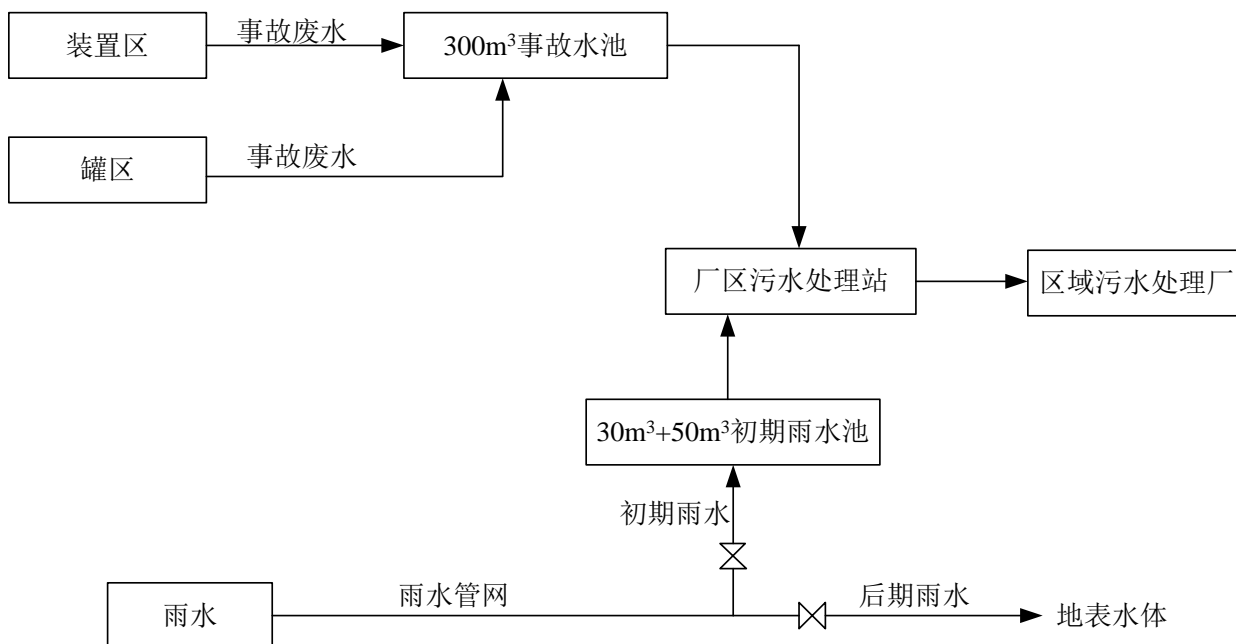 装置区
事故废水
300m³事故水池
罐区
事故废水
厂区污水处理站
区域污水处理厂
30m³+50m³初期雨水池
初期雨水
雨水
雨水管网
后期雨水
地表水体